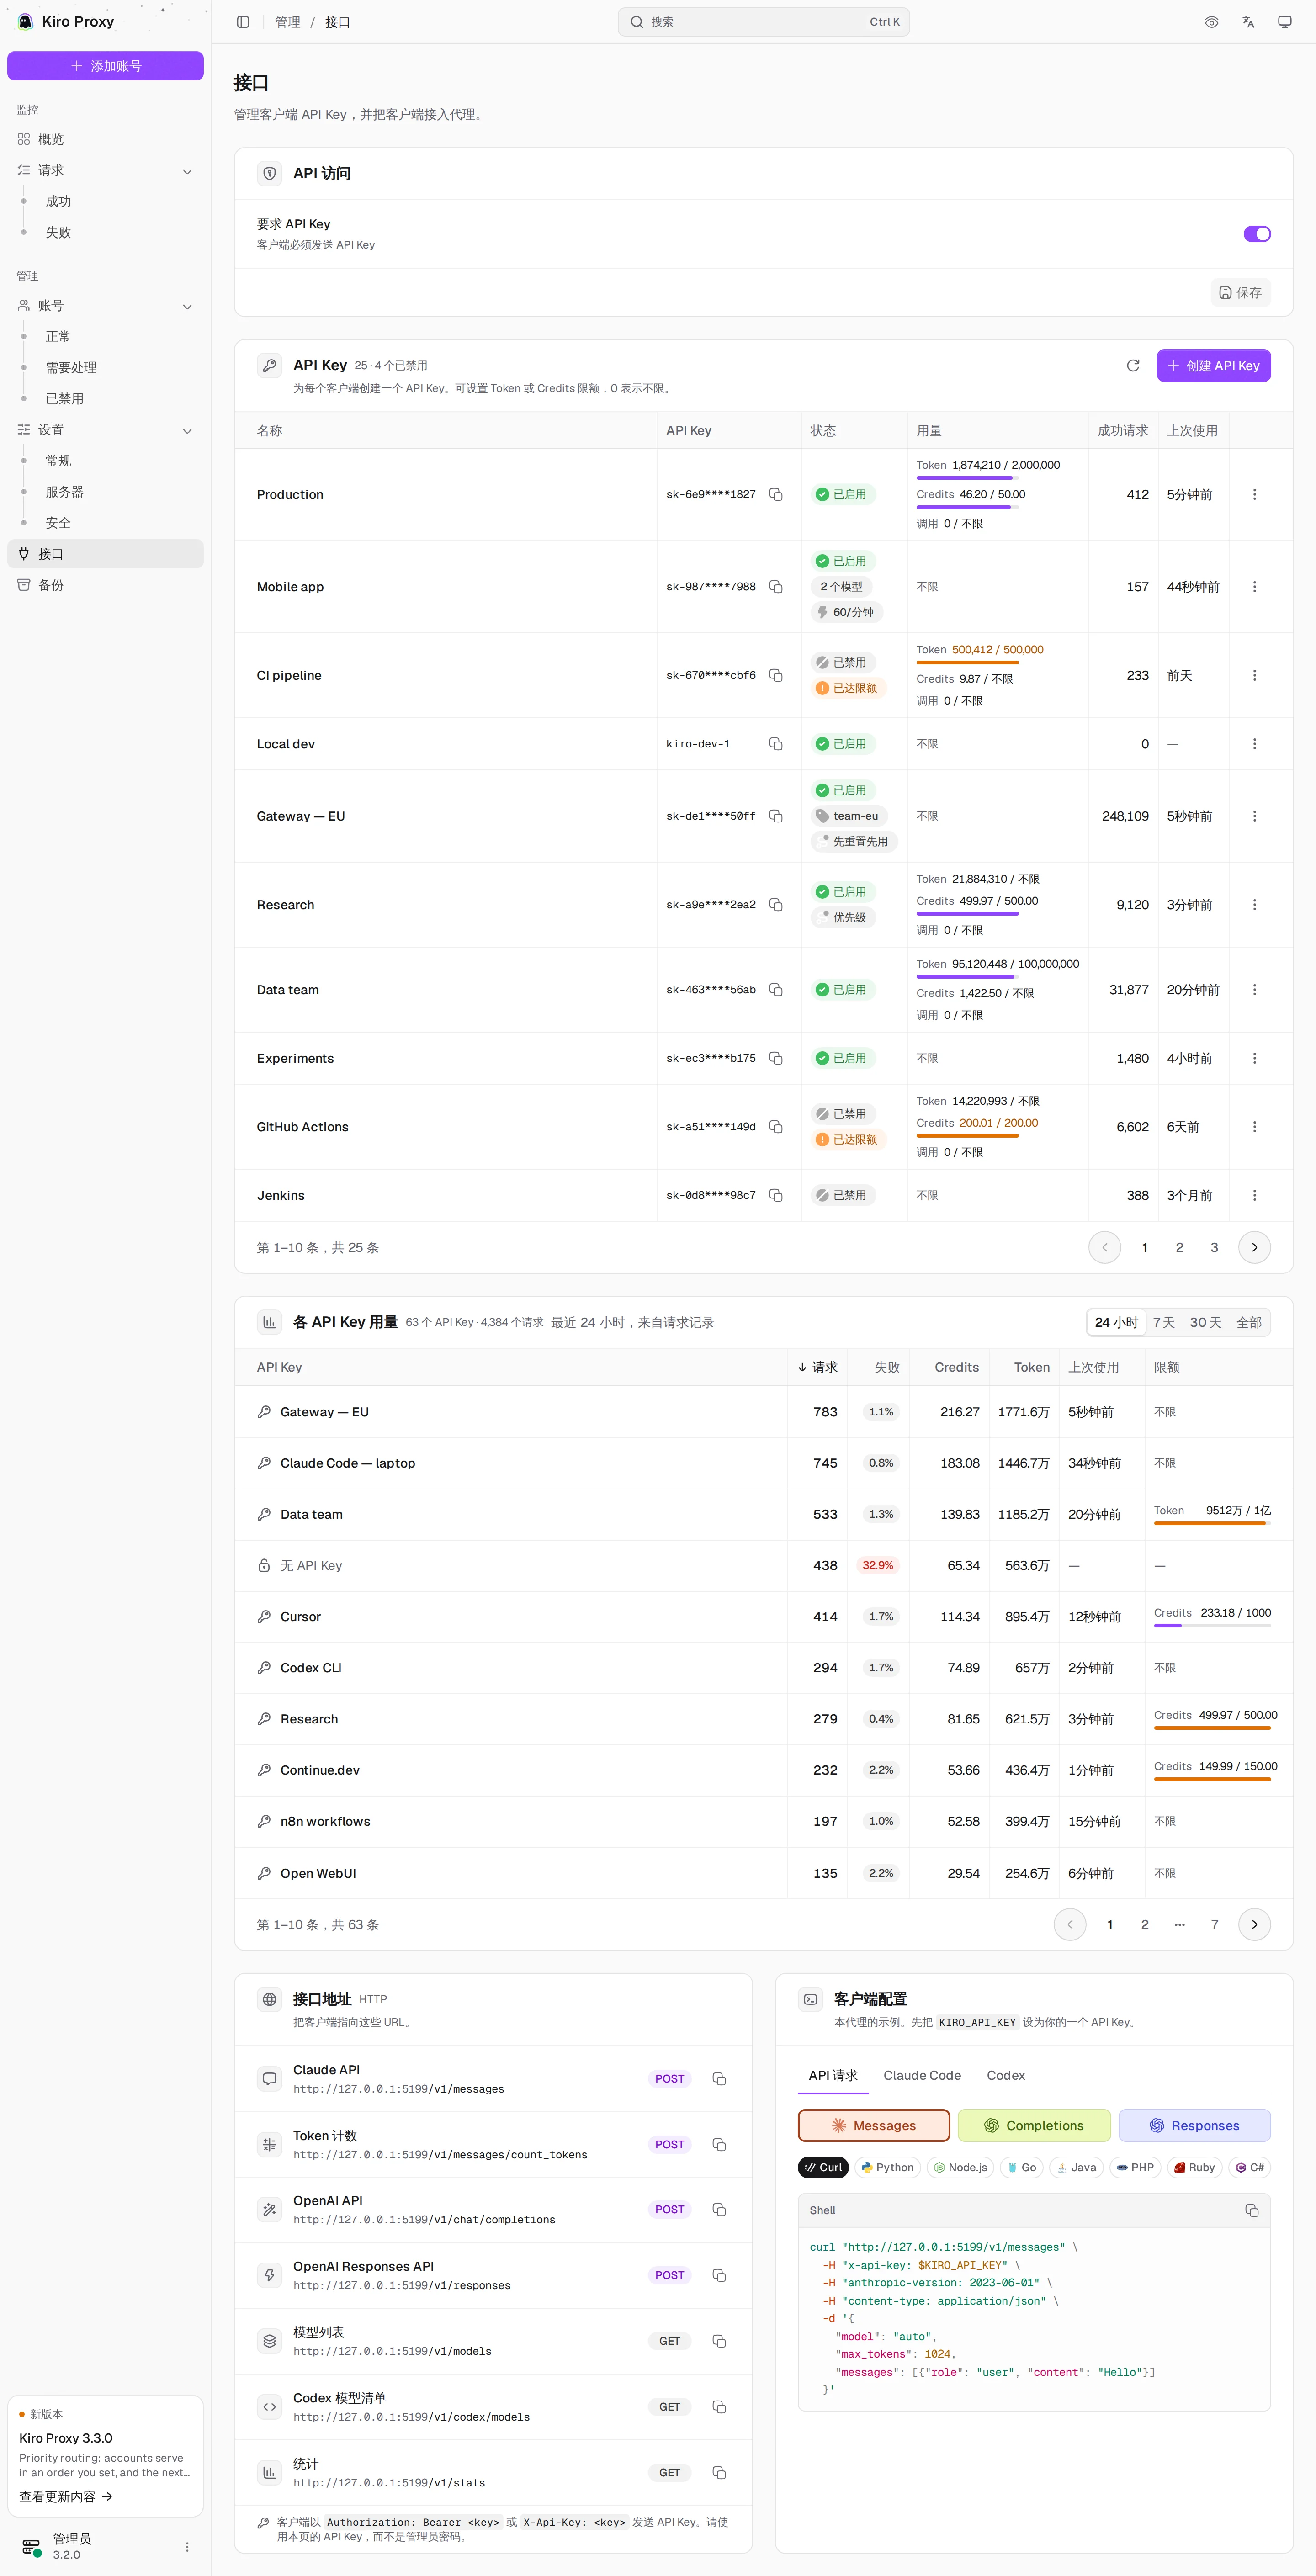 Kiro Proxy
管理 / 接口
搜索 Ctrl K
添加账号
监控
概览
请求
成功
失败
管理
账号
正常
需要处理
已禁用
设置
常规
服务器
安全
接口
备份
新版本
Kiro Proxy 3.3.0
Priority routing: accounts serve
in an order you set, and the next...
查看更新内容
管理员
3.2.0
接口
管理客户端 API Key，并把客户端接入代理。
API 访问
要求 API Key
客户端必须发送 API Key
保存
API Key 25 · 4 个已禁用
为每个客户端创建一个 API Key。可设置 Token 或 Credits 限额，0 表示不限。
创建 API Key
名称 API Key 状态 用量 成功请求 上次使用
Production sk-6e9****1827 已启用 412 5分钟前
Token 1,874,210 / 2,000,000
Credits 46.20 / 50.00
调用 0 / 不限
Mobile app sk-987****7988 已启用 不限 157 44秒钟前
2 个模型
60/分钟
CI pipeline sk-670****cbf6 已禁用 233 前天
已达限额
Token 500,412 / 500,000
Credits 9.87 / 不限
调用 0 / 不限
Local dev kiro-dev-1 已启用 不限 0 —
Gateway — EU sk-de1****50ff 已启用 不限 248,109 5秒钟前
team-eu
先重置先用
Research sk-a9e****2ea2 已启用 9,120 3分钟前
优先级
Token 21,884,310 / 不限
Credits 499.97 / 500.00
调用 0 / 不限
Data team sk-463****56ab 已启用 31,877 20分钟前
Token 95,120,448 / 100,000,000
Credits 1,422.50 / 不限
调用 0 / 不限
Experiments sk-ec3****b175 已启用 不限 1,480 4小时前
GitHub Actions sk-a51****149d 已禁用 6,602 6天前
已达限额
Token 14,220,993 / 不限
Credits 200.01 / 200.00
调用 0 / 不限
Jenkins sk-0d8****98c7 已禁用 不限 388 3个月前
第 1–10 条，共 25 条 1 2 3
各 API Key 用量 63 个 API Key · 4,384 个请求 最近 24 小时，来自请求记录
24 小时 7 天 30 天 全部
API Key ↓ 请求 失败 Credits Token 上次使用 限额
Gateway — EU 783 1.1% 216.27 1771.6万 5秒钟前 不限
Claude Code — laptop 745 0.8% 183.08 1446.7万 34秒钟前 不限
Data team 533 1.3% 139.83 1185.2万 20分钟前 Token 9512万 / 1亿
无 API Key 438 32.9% 65.34 563.6万 — —
Cursor 414 1.7% 114.34 895.4万 12秒钟前 Credits 233.18 / 1000
Codex CLI 294 1.7% 74.89 657万 2分钟前 不限
Research 279 0.4% 81.65 621.5万 3分钟前 Credits 499.97 / 500.00
Continue.dev 232 2.2% 53.66 436.4万 1分钟前 Credits 149.99 / 150.00
n8n workflows 197 1.0% 52.58 399.4万 15分钟前 不限
Open WebUI 135 2.2% 29.54 254.6万 6分钟前 不限
第 1–10 条，共 63 条 1 2 ··· 7
接口地址 HTTP
把客户端指向这些 URL。
Claude API
http://127.0.0.1:5199/v1/messages
POST
Token 计数
http://127.0.0.1:5199/v1/messages/count_tokens
POST
OpenAI API
http://127.0.0.1:5199/v1/chat/completions
POST
OpenAI Responses API
http://127.0.0.1:5199/v1/responses
POST
模型列表
http://127.0.0.1:5199/v1/models
GET
Codex 模型清单
http://127.0.0.1:5199/v1/codex/models
GET
统计
http://127.0.0.1:5199/v1/stats
GET
客户端以 Authorization: Bearer <key> 或 X-Api-Key: <key> 发送 API Key。请使
用本页的 API Key，而不是管理员密码。
客户端配置
本代理的示例。先把 KIRO_API_KEY 设为你的一个 API Key。
API 请求 Claude Code Codex
Messages Completions Responses
Curl Python Node.js Go Java PHP Ruby C#
Shell
curl "http://127.0.0.1:5199/v1/messages" \
-H "x-api-key: $KIRO_API_KEY" \
-H "anthropic-version: 2023-06-01" \
-H "content-type: application/json" \
-d '{
"model": "auto",
"max_tokens": 1024,
"messages": [{"role": "user", "content": "Hello"}]
}'